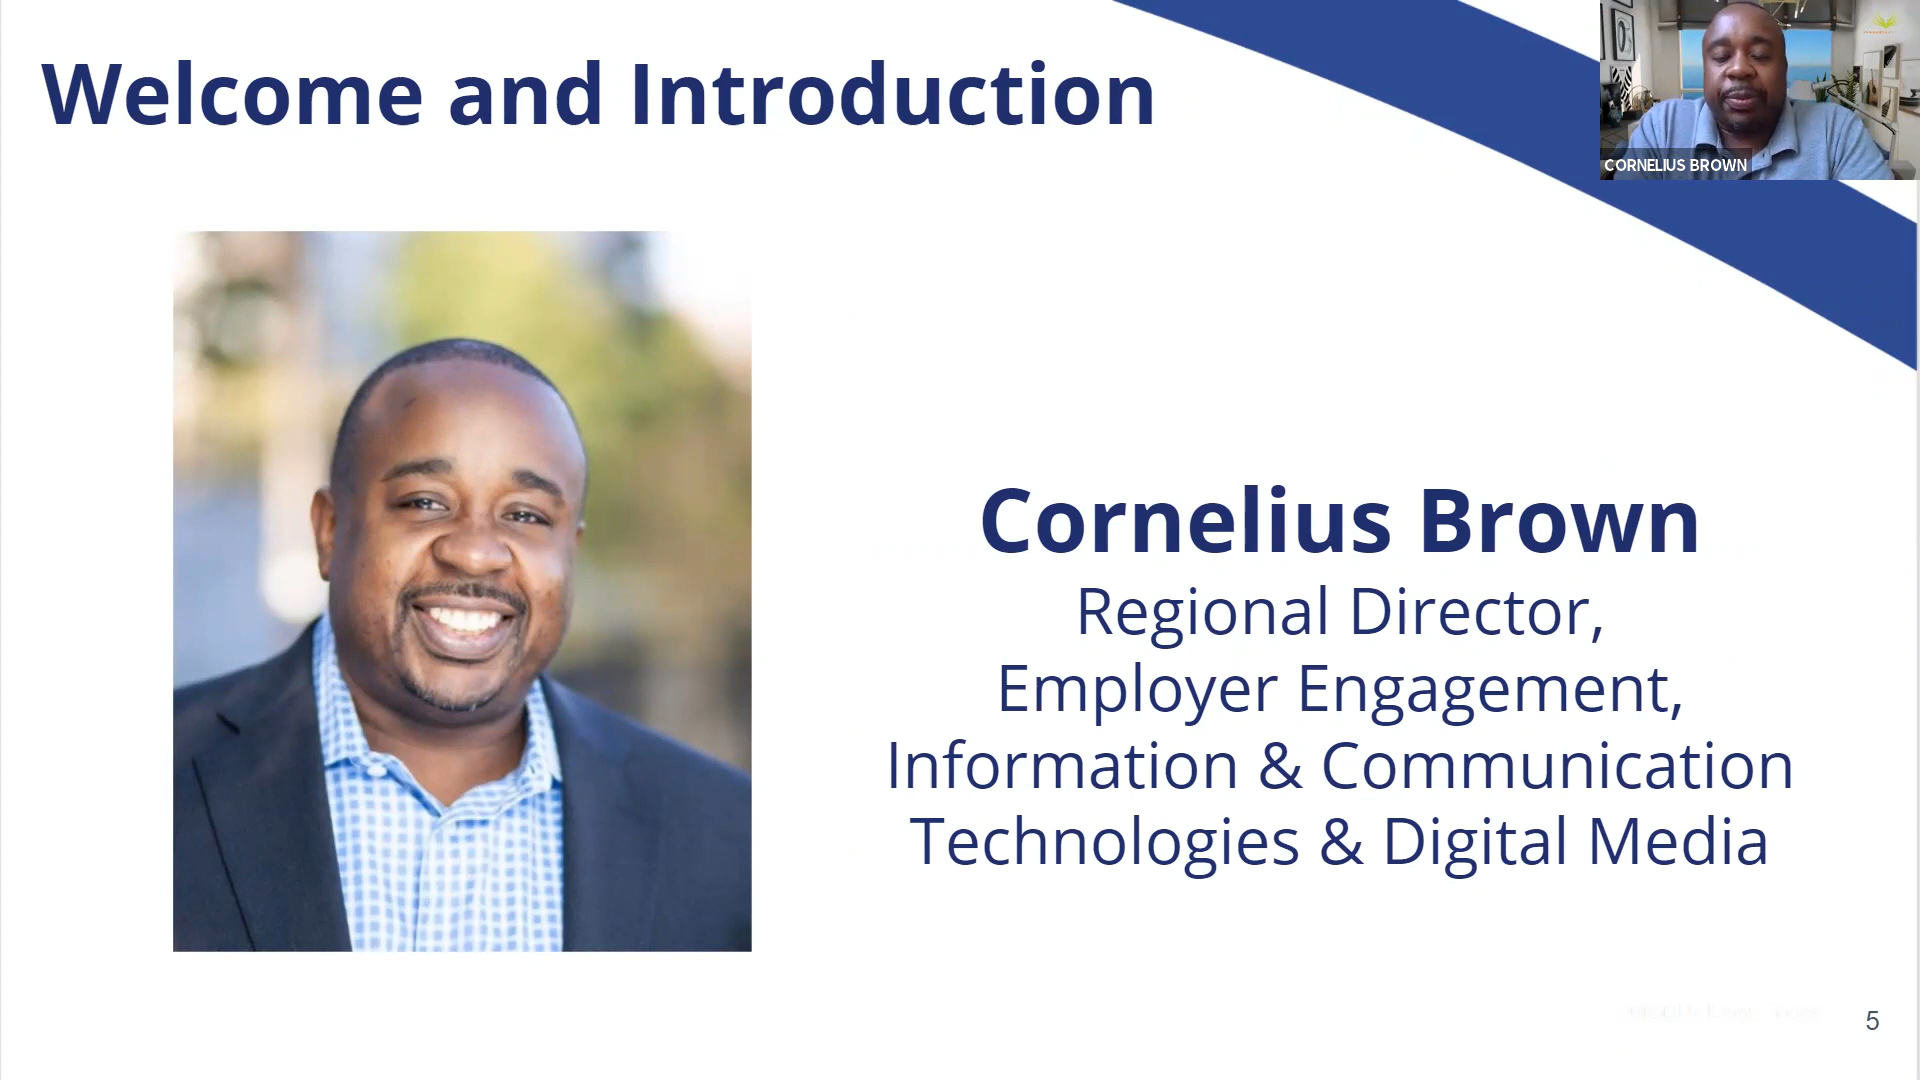 Welcome and Introduction
CORNELIUS BROWN
Cornelius Brown
Regional Director,
Employer Engagement,
Information & Communication
Technologies & Digital Media
5